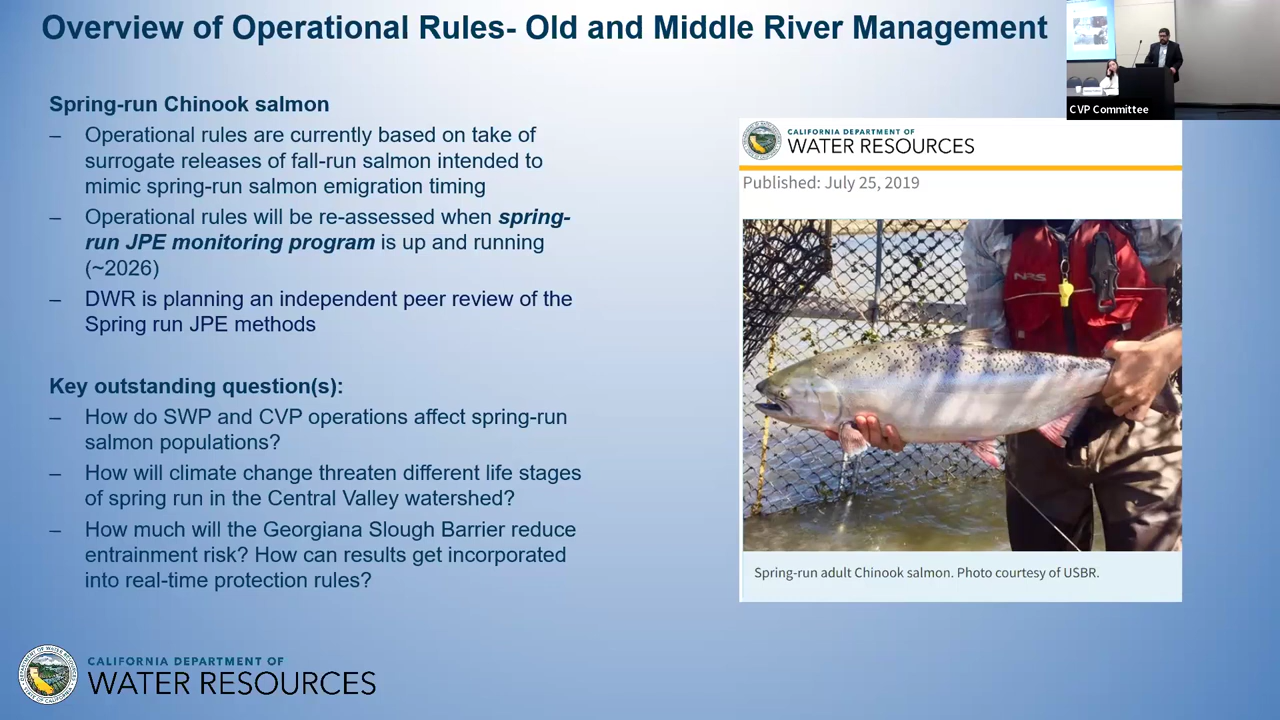 Overview of Operational Rules- Old and Middle River Management
CVP Committee
Spring-run Chinook salmon
– Operational rules are currently based on take of
surrogate releases of fall-run salmon intended to
mimic spring-run salmon emigration timing
– Operational rules will be re-assessed when spring-
run JPE monitoring program is up and running
(~2026)
– DWR is planning an independent peer review of the
Spring run JPE methods
Key outstanding question(s):
– How do SWP and CVP operations affect spring-run
salmon populations?
– How will climate change threaten different life stages
of spring run in the Central Valley watershed?
– How much will the Georgiana Slough Barrier reduce
entrainment risk? How can results get incorporated
into real-time protection rules?
CALIFORNIA DEPARTMENT OF
WATER RESOURCES
Published: July 25, 2019
NRS
Spring-run adult Chinook salmon. Photo courtesy of USBR.
CALIFORNIA DEPARTMENT OF
WATER RESOURCES